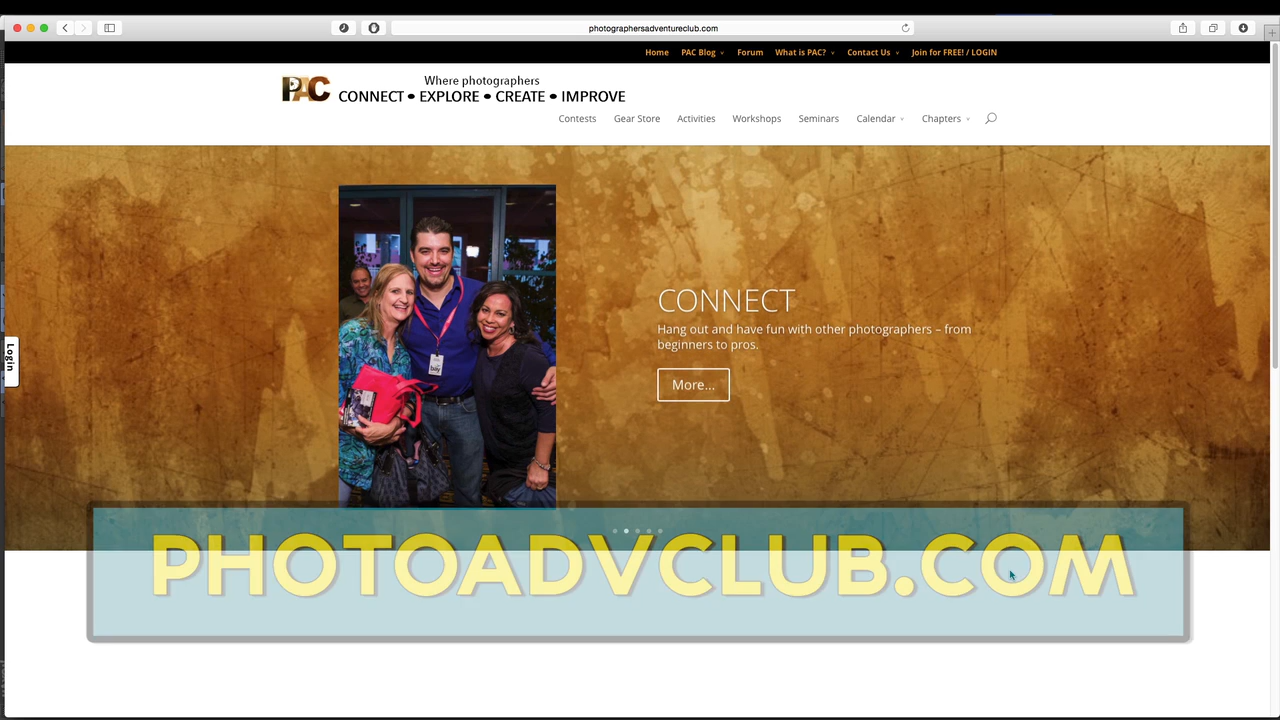 photographersadventureclub.com
Home PAC Blog Forum What is PAC? Contact Us Join for FREE! / LOGIN
PAC
Where photographers
CONNECT • EXPLORE • CREATE • IMPROVE
Contests Gear Store Activities Workshops Seminars Calendar Chapters
Login
bay
CONNECT
Hang out and have fun with other photographers – from
beginners to pros.
More...
PHOTOADVCLUB.COM